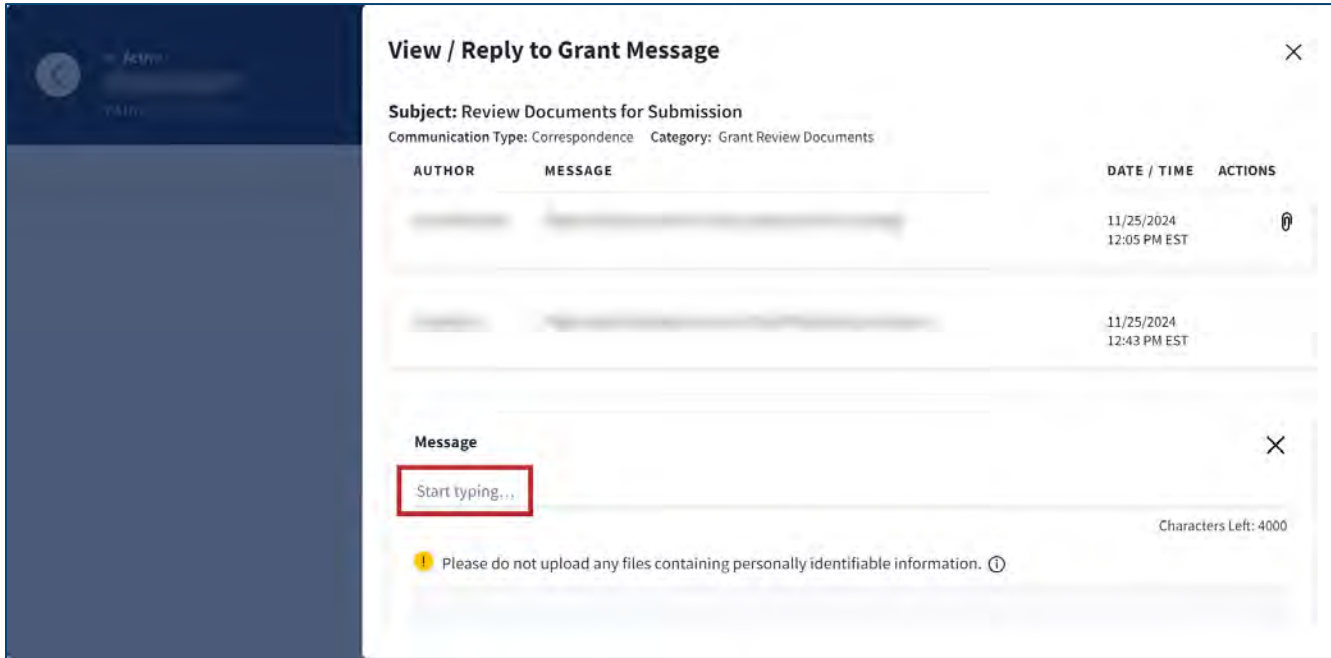 View / Reply to Grant Message
Subject: Review Documents for Submission
Communication Type: Correspondence Category: Grant Review Documents
AUTHOR MESSAGE DATE / TIME ACTIONS
11/25/2024
12:05 PM EST
11/25/2024
12:43 PM EST
Message
Start typing...
Characters Left: 4000
Please do not upload any files containing personally identifiable information.